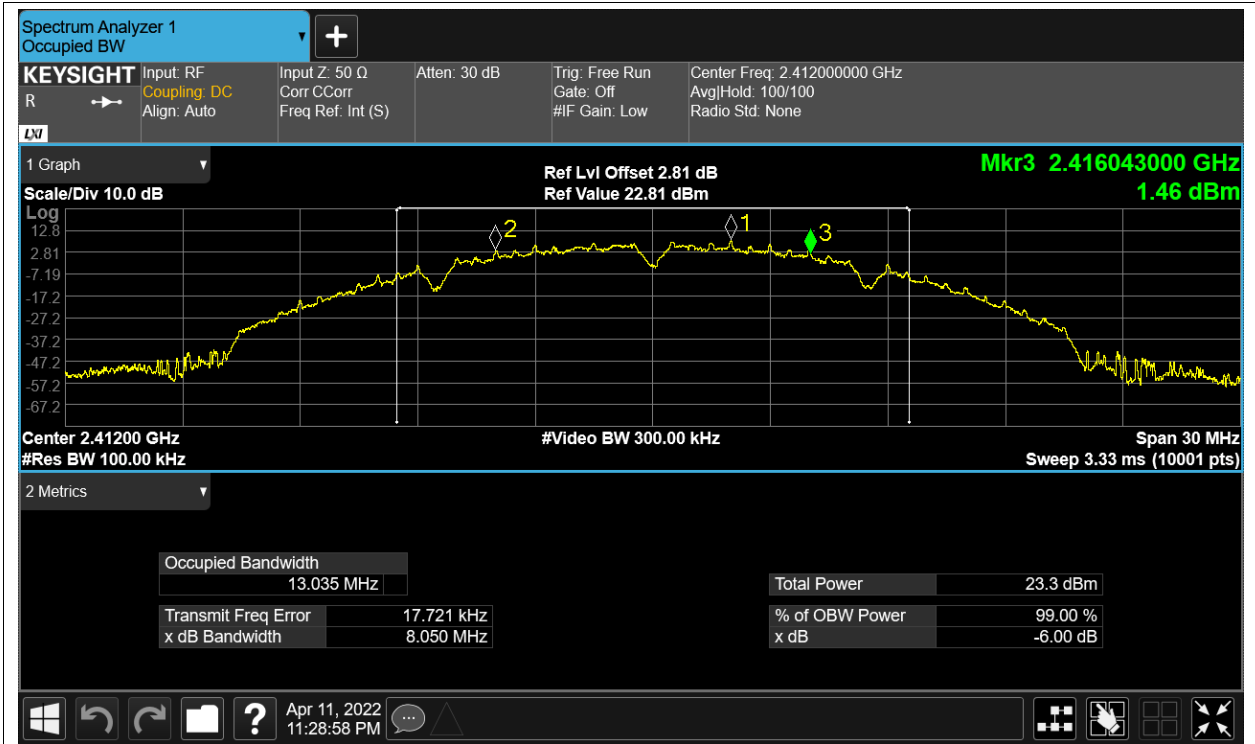 Spectrum Analyzer 1
Occupied BW
KEYSIGHT
R
LXI
Input: RF
Coupling: DC
Align: Auto
Input Z: 50 Ω
Corr CCorr
Freq Ref: Int (S)
Atten: 30 dB
Trig: Free Run
Gate: Off
#IF Gain: Low
Center Freq: 2.412000000 GHz
Avg|Hold: 100/100
Radio Std: None
1 Graph
Scale/Div 10.0 dB
Ref Lvl Offset 2.81 dB
Ref Value 22.81 dBm
Mkr3 2.416043000 GHz
1.46 dBm
Log
12.8
2.81
-7.19
-17.2
-27.2
-37.2
-47.2
-57.2
-67.2
2
1
3
Center 2.41200 GHz
#Res BW 100.00 kHz
#Video BW 300.00 kHz
Span 30 MHz
Sweep 3.33 ms (10001 pts)
2 Metrics
Occupied Bandwidth
13.035 MHz
Transmit Freq Error 17.721 kHz
x dB Bandwidth 8.050 MHz
Total Power 23.3 dBm
% of OBW Power 99.00 %
x dB -6.00 dB
?
Apr 11, 2022
11:28:58 PM